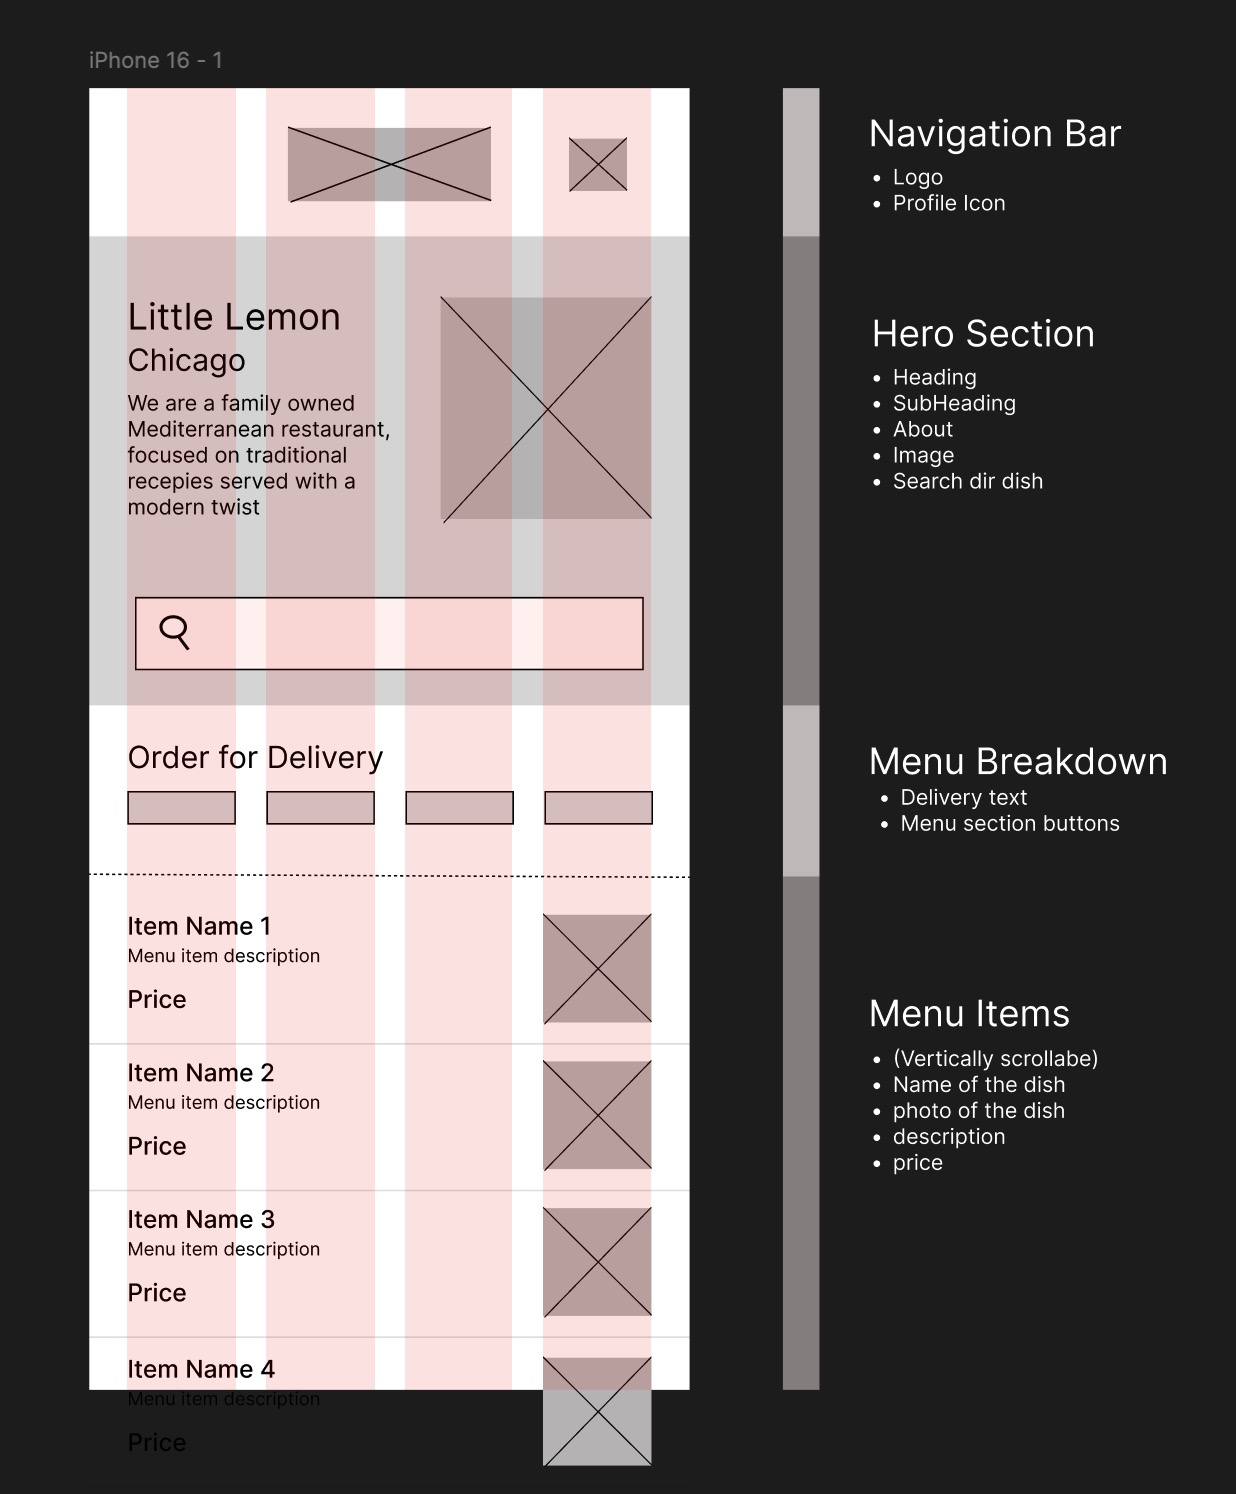 iPhone 16 - 1
Navigation Bar
• Logo
• Profile Icon
Little Lemon
Chicago
We are a family owned
Mediterranean restaurant,
focused on traditional
recepies served with a
modern twist
Hero Section
• Heading
• SubHeading
• About
• Image
• Search dir dish
Order for Delivery
Menu Breakdown
• Delivery text
• Menu section buttons
Item Name 1
Menu item description
Price
Item Name 2
Menu item description
Price
Item Name 3
Menu item description
Price
Item Name 4
Menu item description
Price
Menu Items
• (Vertically scrollabe)
• Name of the dish
• photo of the dish
• description
• price